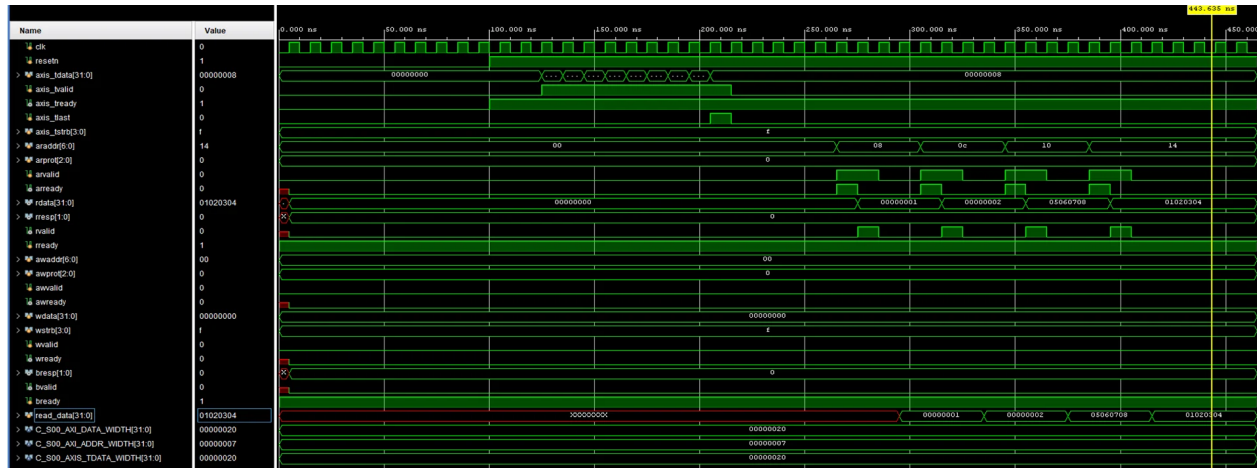 443.635 ns
Name Value 0.000 ns 50.000 ns 100.000 ns 150.000 ns 200.000 ns 250.000 ns 300.000 ns 350.000 ns 400.000 ns 450.00
clk 0
resetn 1
axis_tdata[31:0] 00000008 00000000 ... ... ... ... ... ... ... ... 00000008
axis_tvalid 0
axis_tready 1
axis_tlast 0
axis_tstrb[3:0] f f
araddr[6:0] 14 00 08 0c 10 14
arprot[2:0] 0 0
arvalid 0
arready 0
rdata[31:0] 01020304 00000000 00000001 00000002 05060708 01020304
rresp[1:0] 0 X 0
rvalid 0
rready 1
awaddr[6:0] 00 00
awprot[2:0] 0 0
awvalid 0
awready 0
wdata[31:0] 00000000 00000000
wstrb[3:0] f f
wvalid 0
wready 0
bresp[1:0] 0 X 0
bvalid 0
bready 1
read_data[31:0] 01020304 XXXXXXXX 00000001 00000002 05060708 01020304
C_S00_AXI_DATA_WIDTH[31:0] 00000020 00000020
C_S00_AXI_ADDR_WIDTH[31:0] 00000007 00000007
C_S00_AXIS_TDATA_WIDTH[31:0] 00000020 00000020